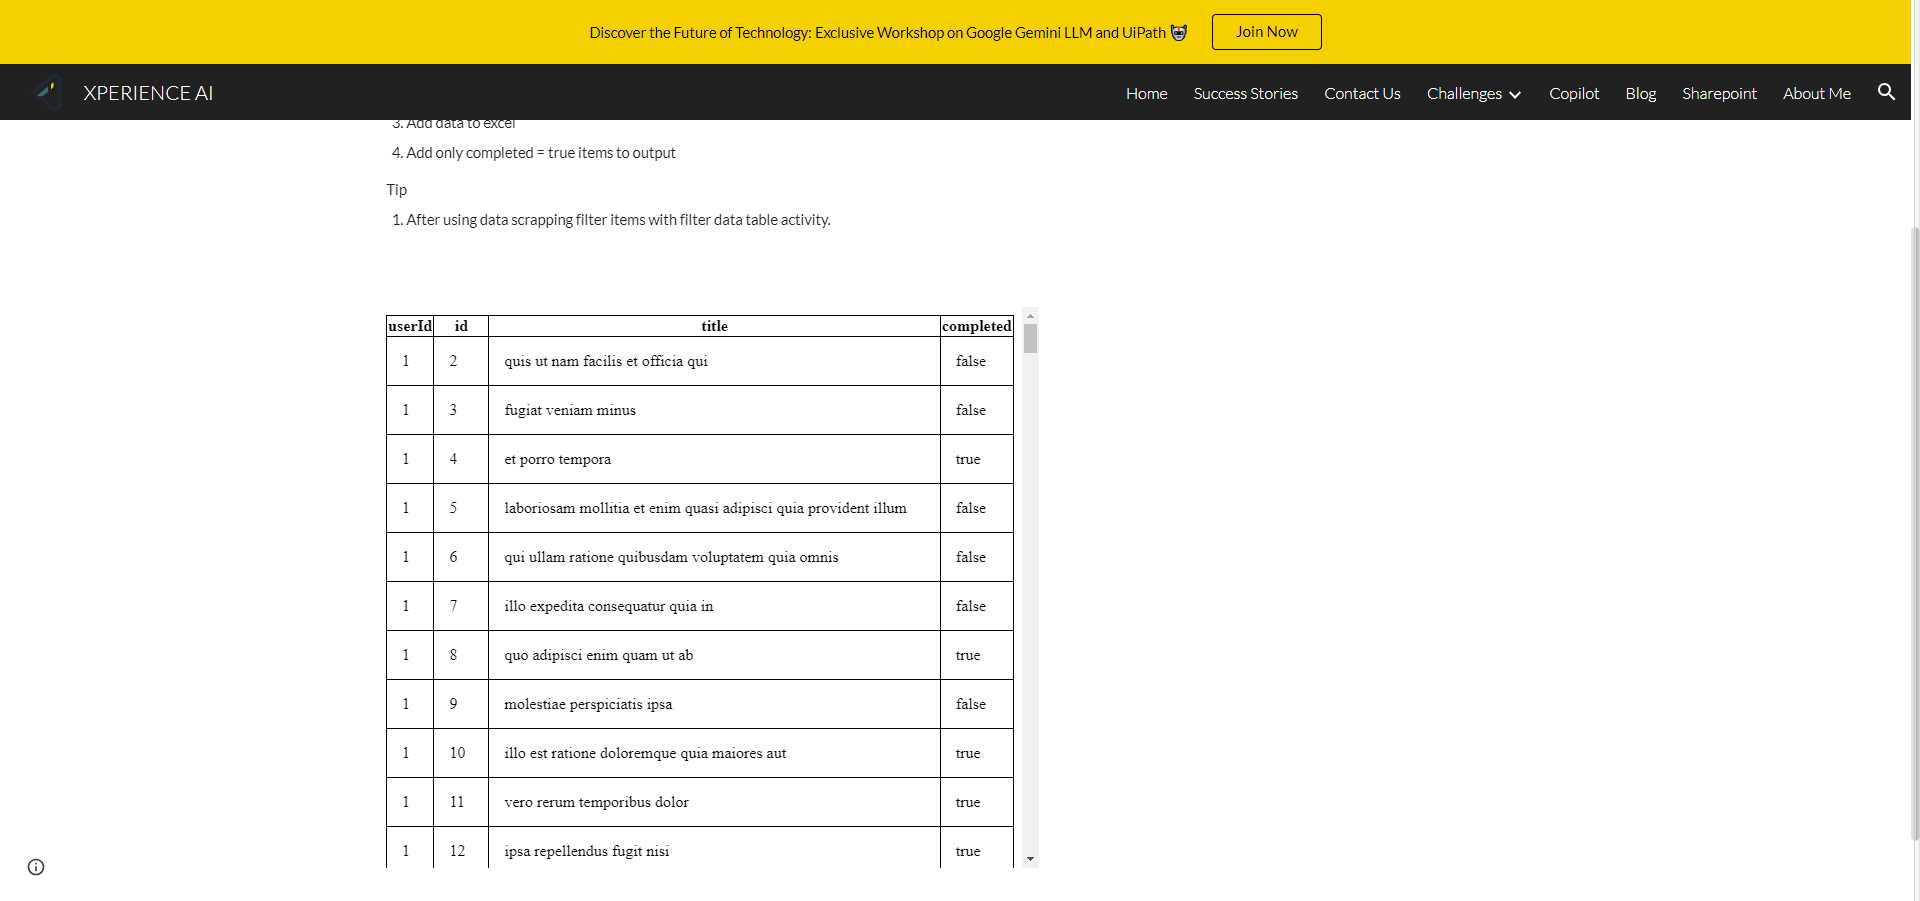 Discover the Future of Technology: Exclusive Workshop on Google Gemini LLM and UiPath
Join Now
XPERIENCE AI
Home Success Stories Contact Us Challenges Copilot Blog Sharepoint About Me
3. Add data to excel
4. Add only completed = true items to output
Tip
1. After using data scrapping filter items with filter data table activity.
userId id title completed
1 2 quis ut nam facilis et officia qui false
1 3 fugiat veniam minus false
1 4 et porro tempora true
1 5 laboriosam mollitia et enim quasi adipisci quia provident illum false
1 6 qui ullam ratione quibusdam voluptatem quia omnis false
1 7 illo expedita consequatur quia in false
1 8 quo adipisci enim quam ut ab true
1 9 molestiae perspiciatis ipsa false
1 10 illo est ratione doloremque quia maiores aut true
1 11 vero rerum temporibus dolor true
1 12 ipsa repellendus fugit nisi true